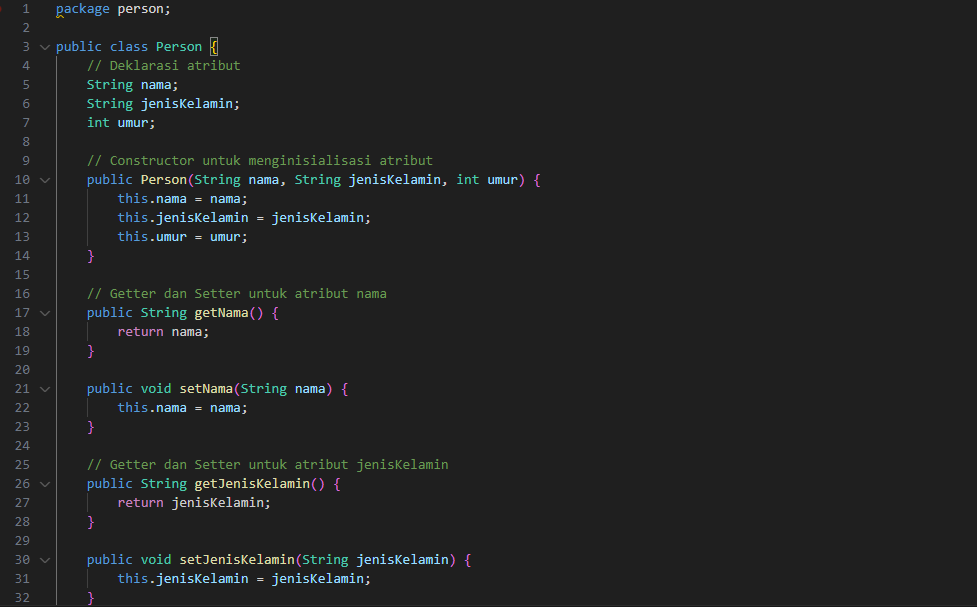 1 package person;
2
3 public class Person {
4 // Deklarasi atribut
5 String nama;
6 String jenisKelamin;
7 int umur;
8
9 // Constructor untuk menginisialisasi atribut
10 public Person(String nama, String jenisKelamin, int umur) {
11 this.nama = nama;
12 this.jenisKelamin = jenisKelamin;
13 this.umur = umur;
14 }
15
16 // Getter dan Setter untuk atribut nama
17 public String getNama() {
18 return nama;
19 }
20
21 public void setNama(String nama) {
22 this.nama = nama;
23 }
24
25 // Getter dan Setter untuk atribut jenisKelamin
26 public String getJenisKelamin() {
27 return jenisKelamin;
28 }
29
30 public void setJenisKelamin(String jenisKelamin) {
31 this.jenisKelamin = jenisKelamin;
32 }